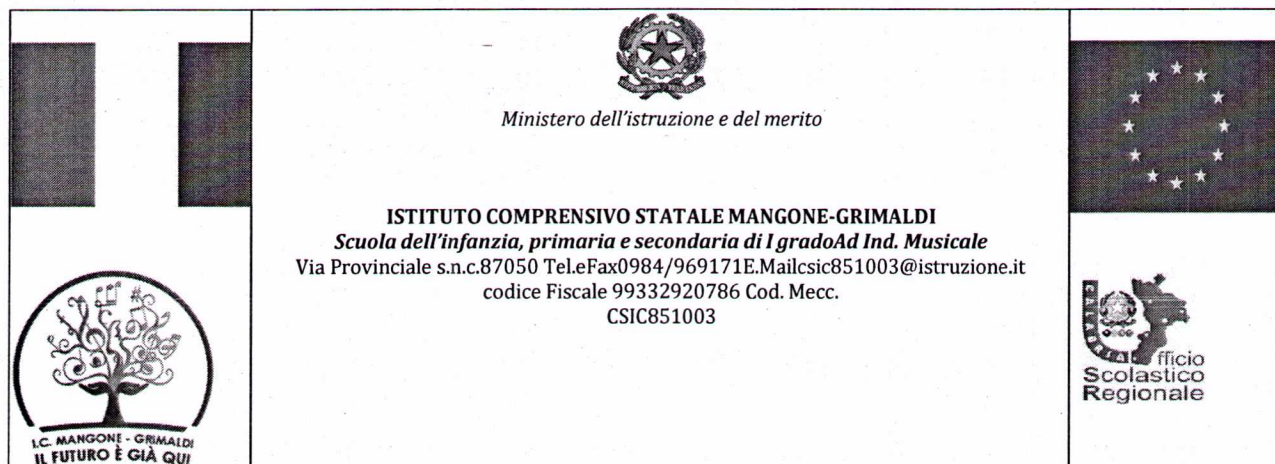 Ministero dell'istruzione e del merito
ISTITUTO COMPRENSIVO STATALE MANGONE-GRIMALDI
Scuola dell'infanzia, primaria e secondaria di I gradoAd Ind. Musicale
Via Provinciale s.n.c.87050 Tel.eFax0984/969171E.Mailcsic851003@istruzione.it
codice Fiscale 99332920786 Cod. Mecc.
CSIC851003
I.C. MANGONE - GRIMALDI
IL FUTURO È GIÀ QUI
fficio
Scolastico
Regionale